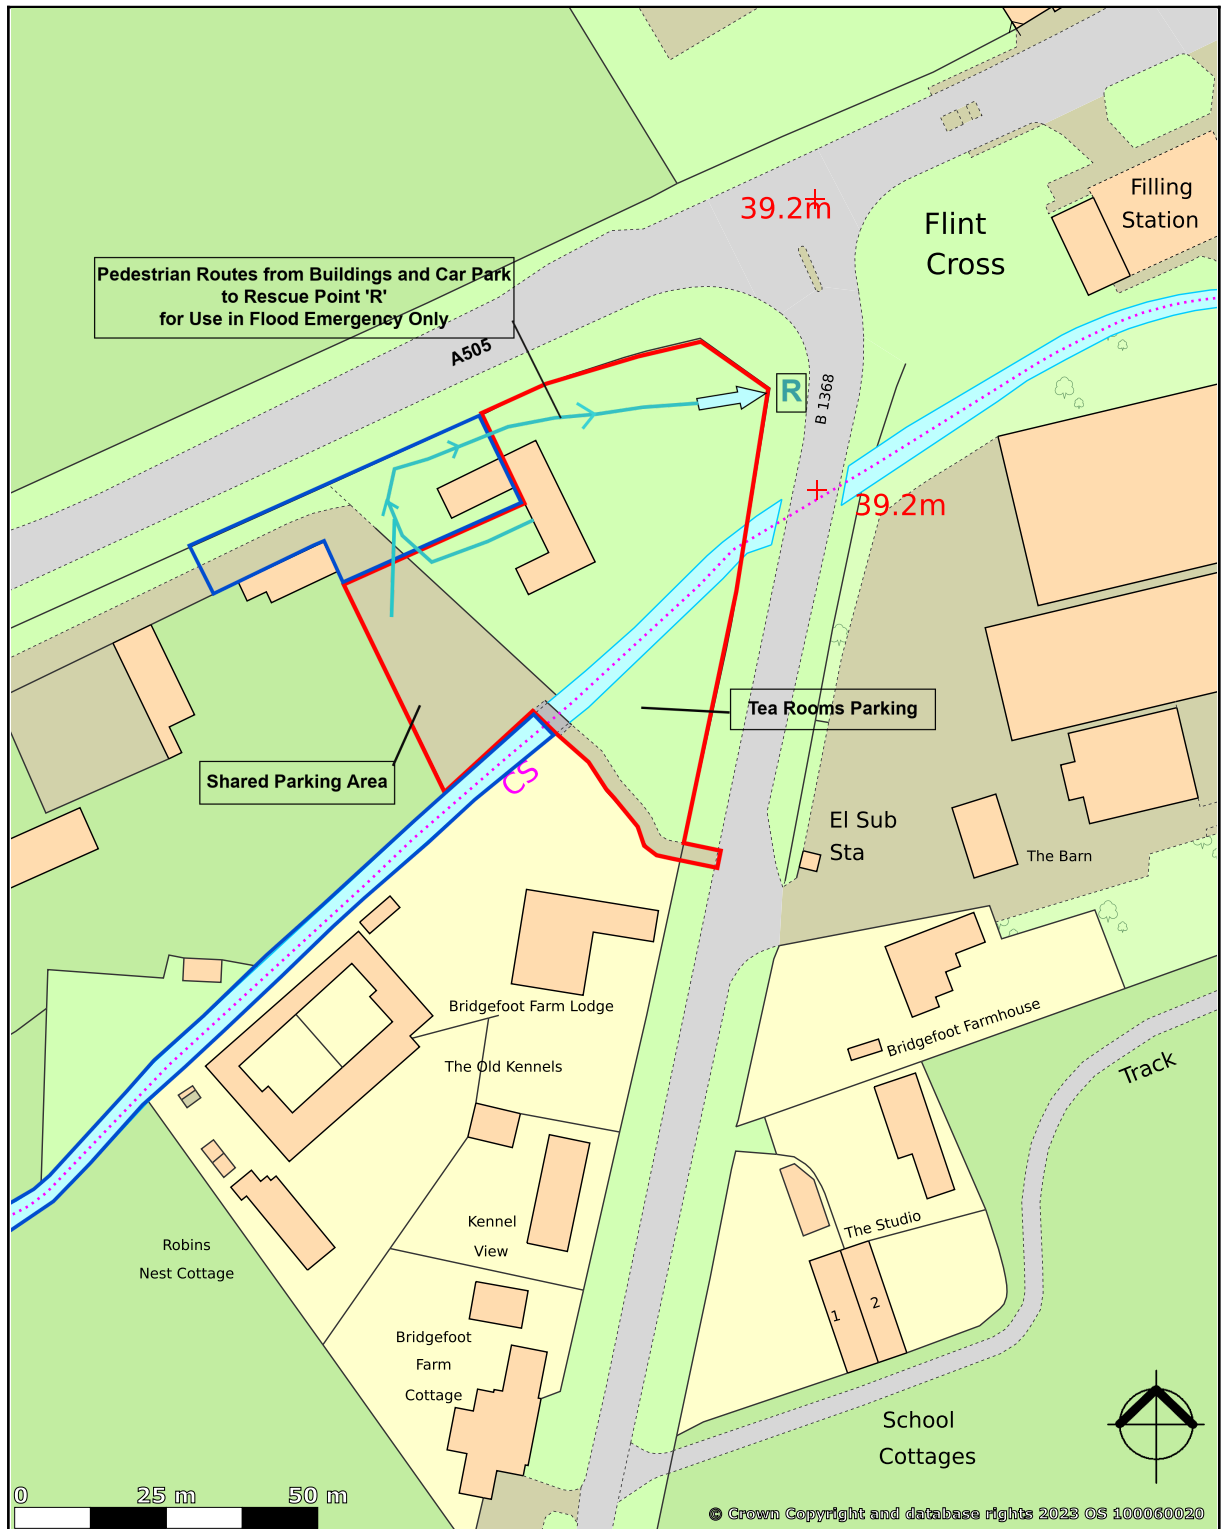 Filling
Station
39.2m
Flint
Cross
Pedestrian Routes from Buildings and Car Park
to Rescue Point 'R'
for Use in Flood Emergency Only
A505
R
B 1368
39.2m
Tea Rooms Parking
Shared Parking Area
CS
El Sub
Sta
The Barn
Bridgefoot Farm Lodge
Bridgefoot Farmhouse
The Old Kennels
Track
Kennel
View
The Studio
Robins
Nest Cottage
1
2
Bridgefoot
Farm
Cottage
School
Cottages
0 25 m 50 m
© Crown Copyright and database rights 2023 OS 100060020